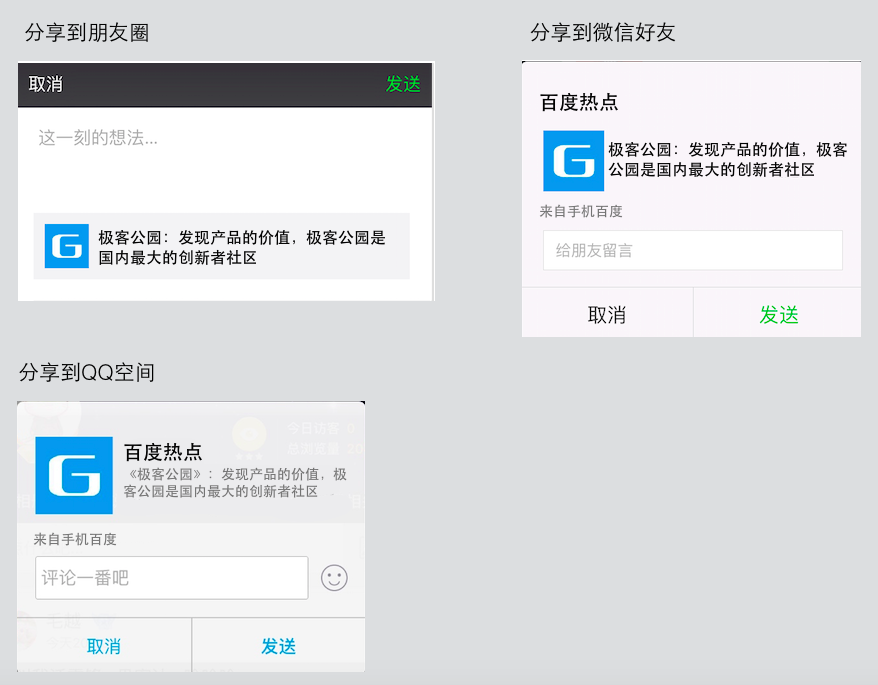 分享到朋友圈
取消
发送
这一刻的想法...
极客公园：发现产品的价值，极客公园是
国内最大的创新者社区
分享到微信好友
百度热点
极客公园：发现产品的价值，极客
公园是国内最大的创新者社区
来自手机百度
给朋友留言
取消
发送
分享到QQ空间
今日访客 0
百度热点
《极客公园》：发现产品的价值，极
客公园是国内最大的创新者社区
来自手机百度
评论一番吧
取消
发送